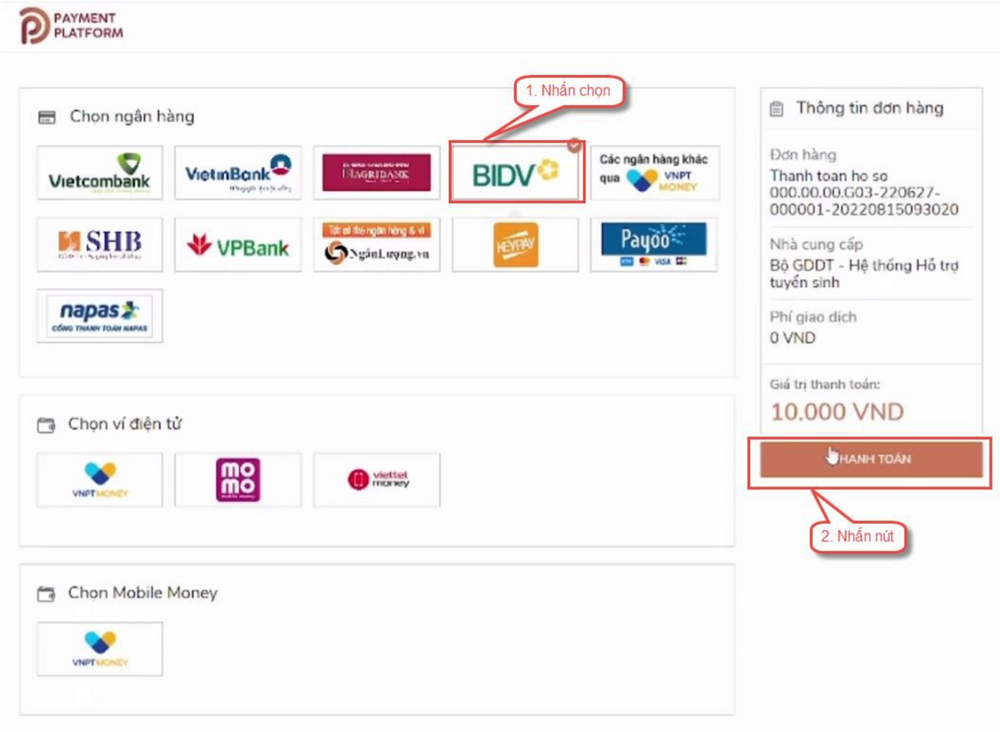 PAYMENT
PLATFORM
1. Nhấn chọn
Chọn ngân hàng
Vietcombank
VietinBank
AGRIBANK
BIDV
Các ngân hàng khác
qua VNPT
MONEY
SHB
VPBank
Tất cả thẻ ngân hàng & ví
NgânLượng.vn
KEYPAY
Payoo
VISA
napas
CỔNG THANH TOÁN NAPAS
Chọn ví điện tử
VNPT MONEY
mo
mo
mobile money
viettel
money
Chọn Mobile Money
VNPT MONEY
Thông tin đơn hàng
Đơn hàng
Thanh toan ho so
000.00.00.G03-220627-
000001-20220815093020
Nhà cung cấp
Bộ GDDT - Hệ thống Hỗ trợ
tuyển sinh
Phí giao dịch
0 VND
Giá trị thanh toán:
10.000 VND
HANH TOÁN
2. Nhấn nút